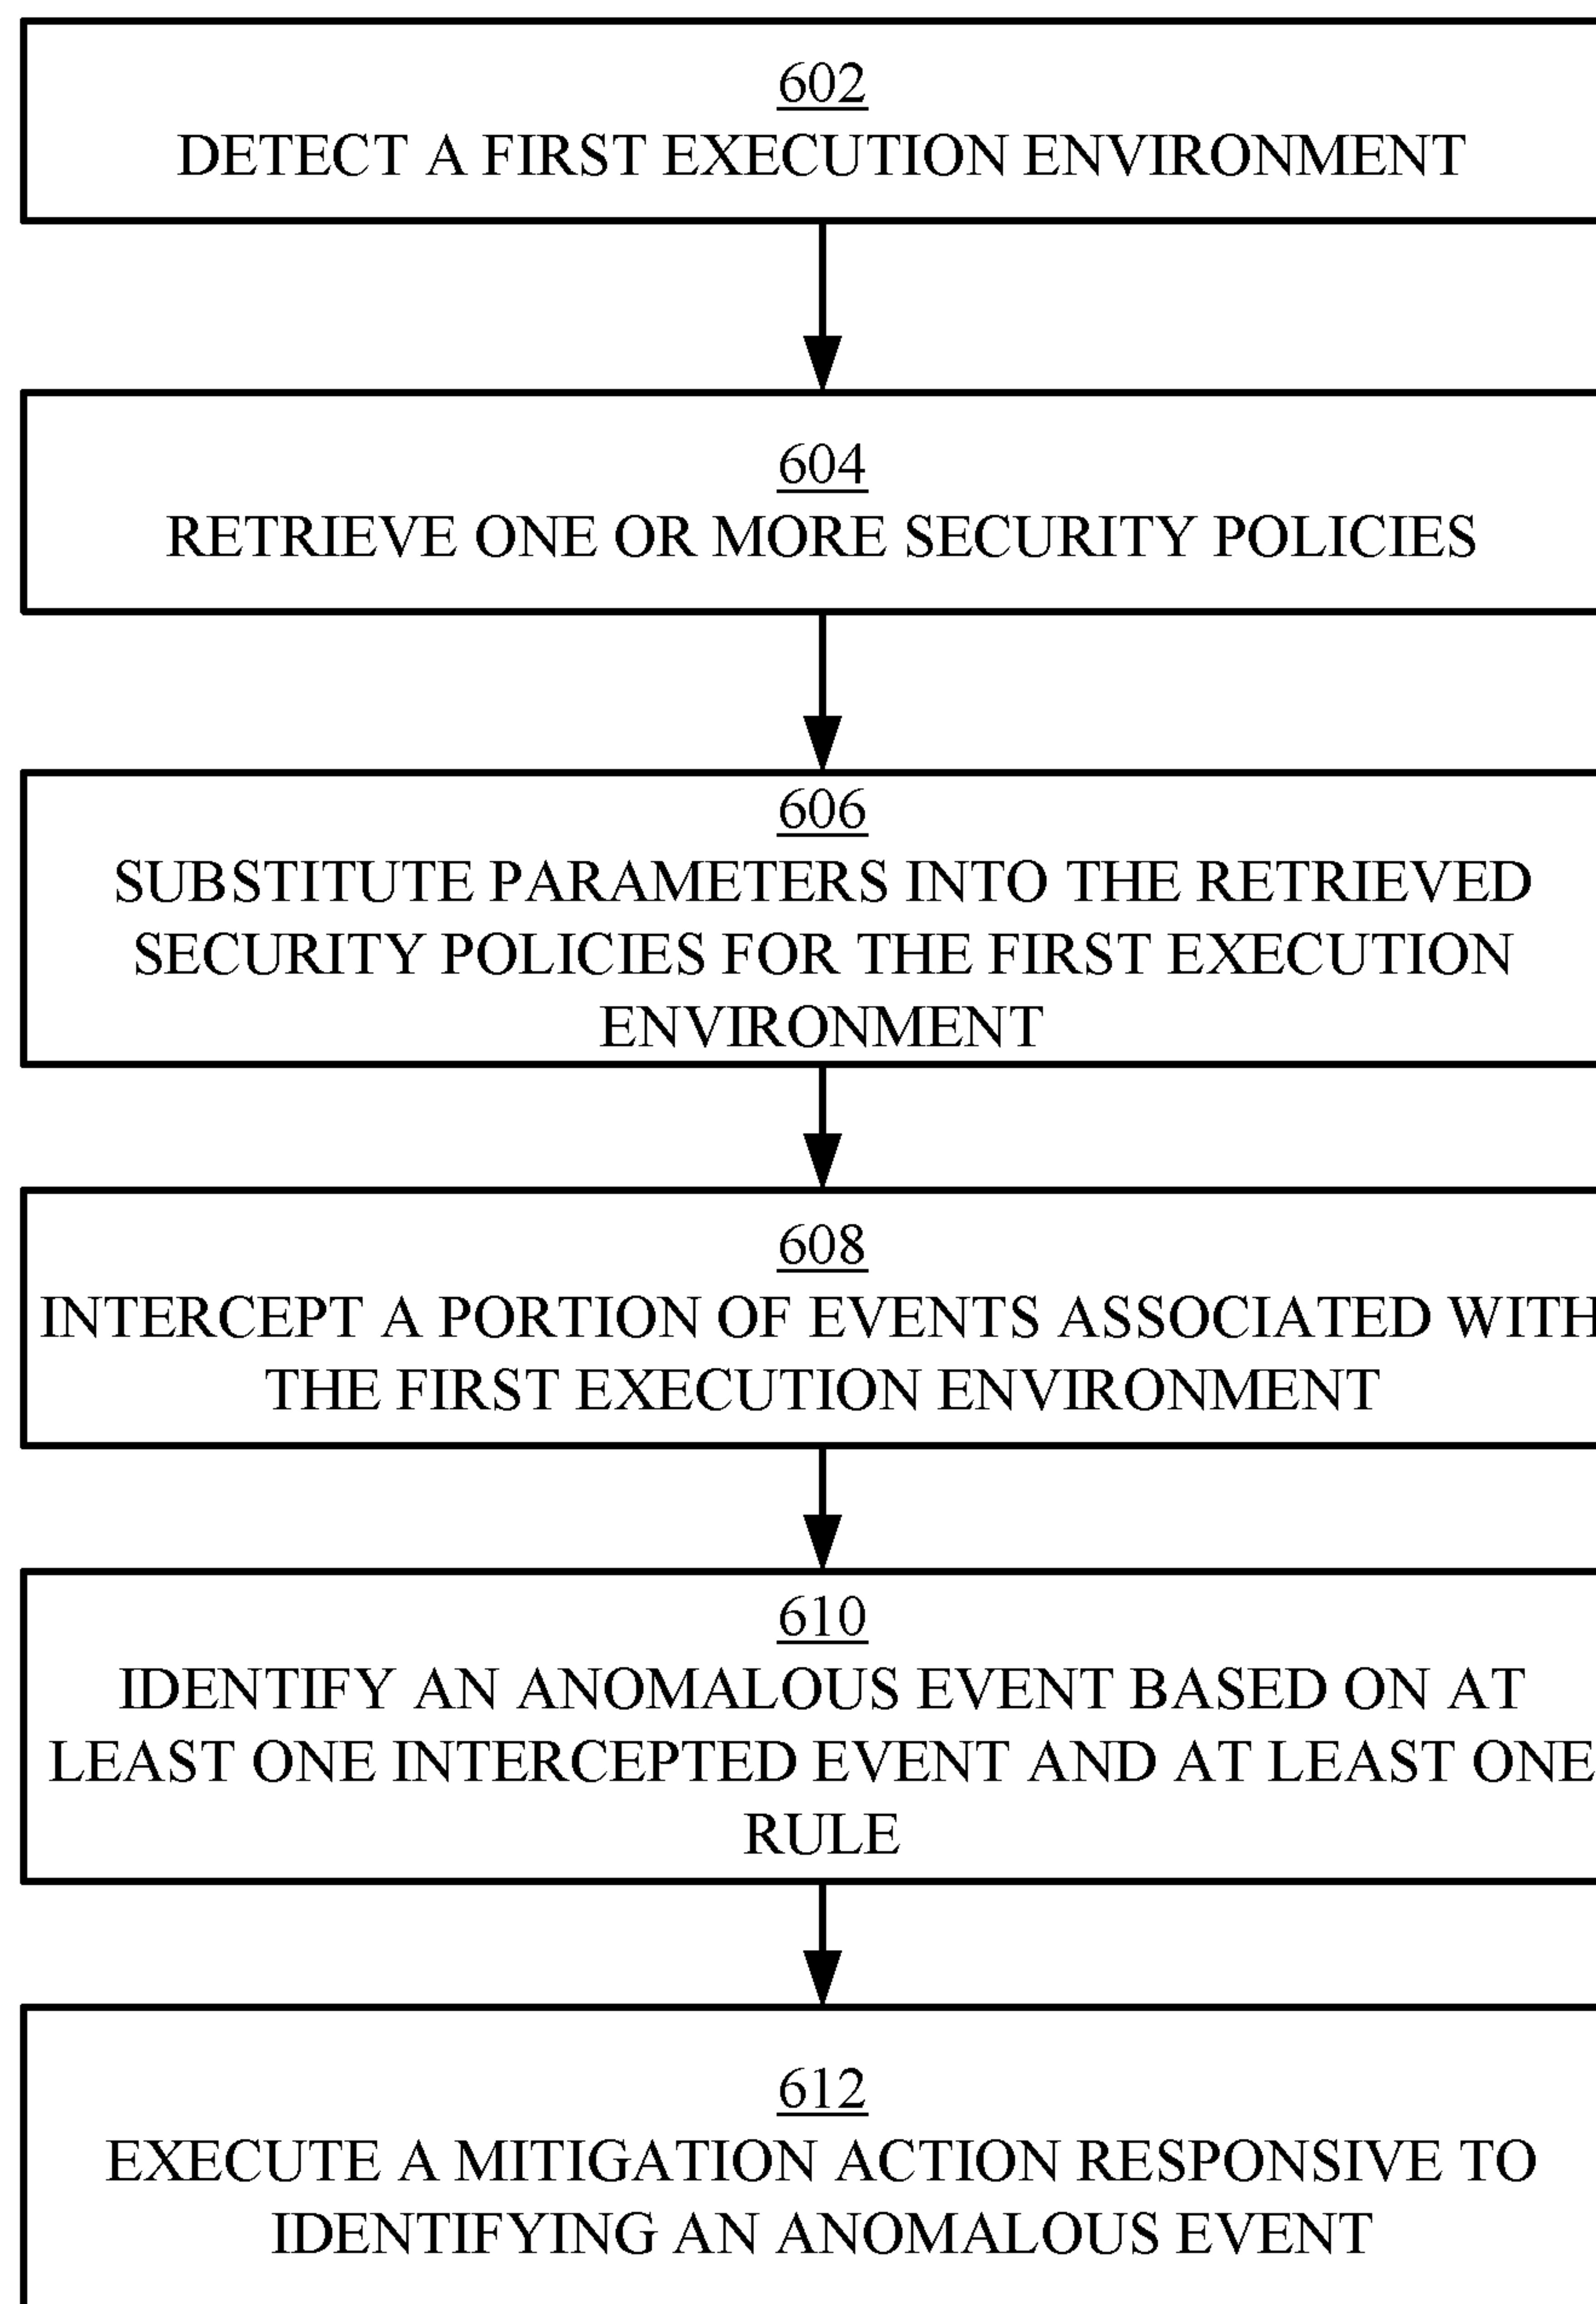 602
DETECT A FIRST EXECUTION ENVIRONMENT
604
RETRIEVE ONE OR MORE SECURITY POLICIES
606
SUBSTITUTE PARAMETERS INTO THE RETRIEVED
SECURITY POLICIES FOR THE FIRST EXECUTION
ENVIRONMENT
608
INTERCEPT A PORTION OF EVENTS ASSOCIATED WITH
THE FIRST EXECUTION ENVIRONMENT
610
IDENTIFY AN ANOMALOUS EVENT BASED ON AT
LEAST ONE INTERCEPTED EVENT AND AT LEAST ONE
RULE
612
EXECUTE A MITIGATION ACTION RESPONSIVE TO
IDENTIFYING AN ANOMALOUS EVENT